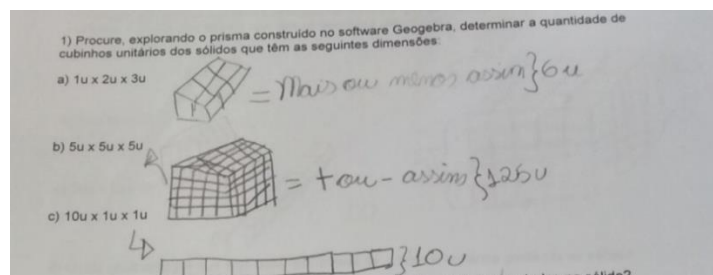 1) Procure, explorando o prisma construído no software Geogebra, determinar a quantidade de
cubinhos unitários dos sólidos que têm as seguintes dimensões:
a) 1u x 2u x 3u
= Mais ou menos assim } 6u
b) 5u x 5u x 5u
= + ou - assim } 125u
c) 10u x 1u x 1u
} 10u